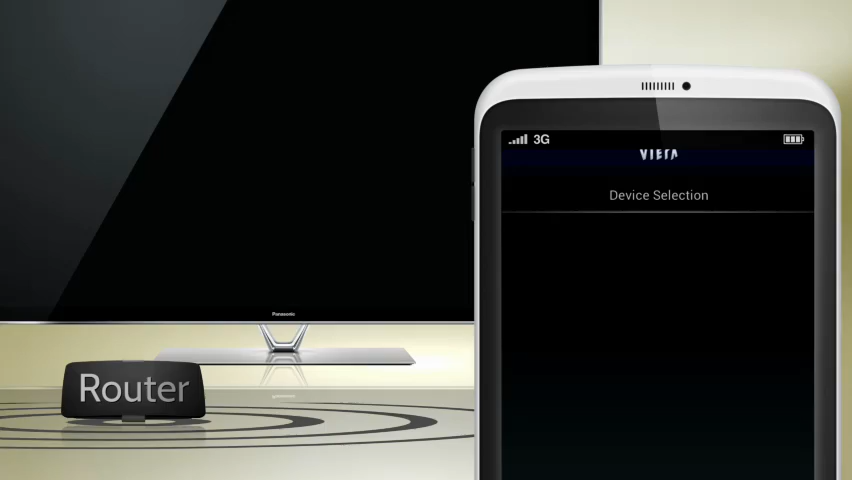 3G
VIERA
Device Selection
Panasonic
Router